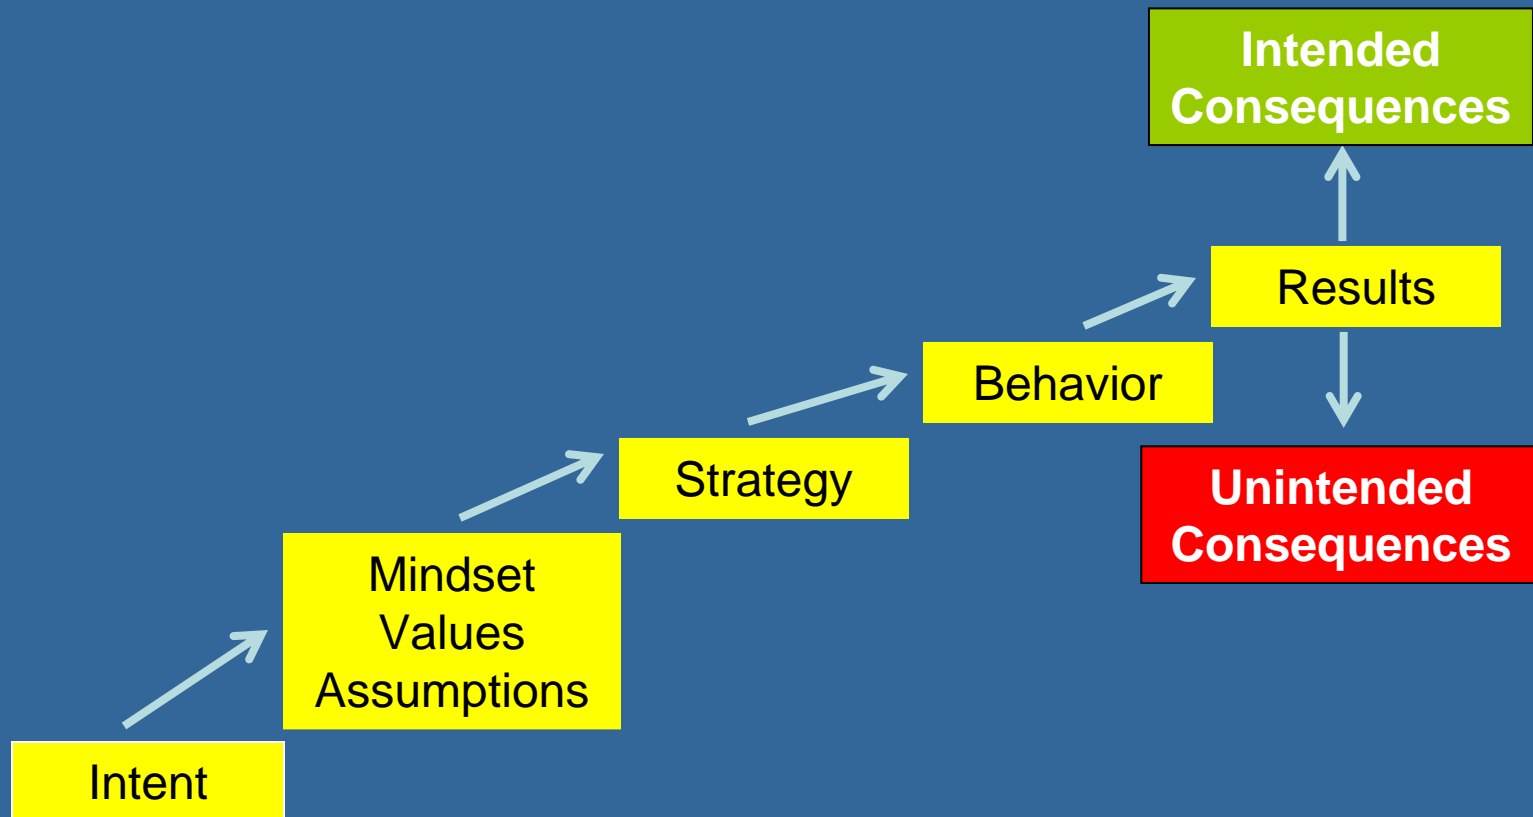 Intended
Consequences
Results
Behavior
Strategy
Unintended
Consequences
Mindset
Values
Assumptions
Intent